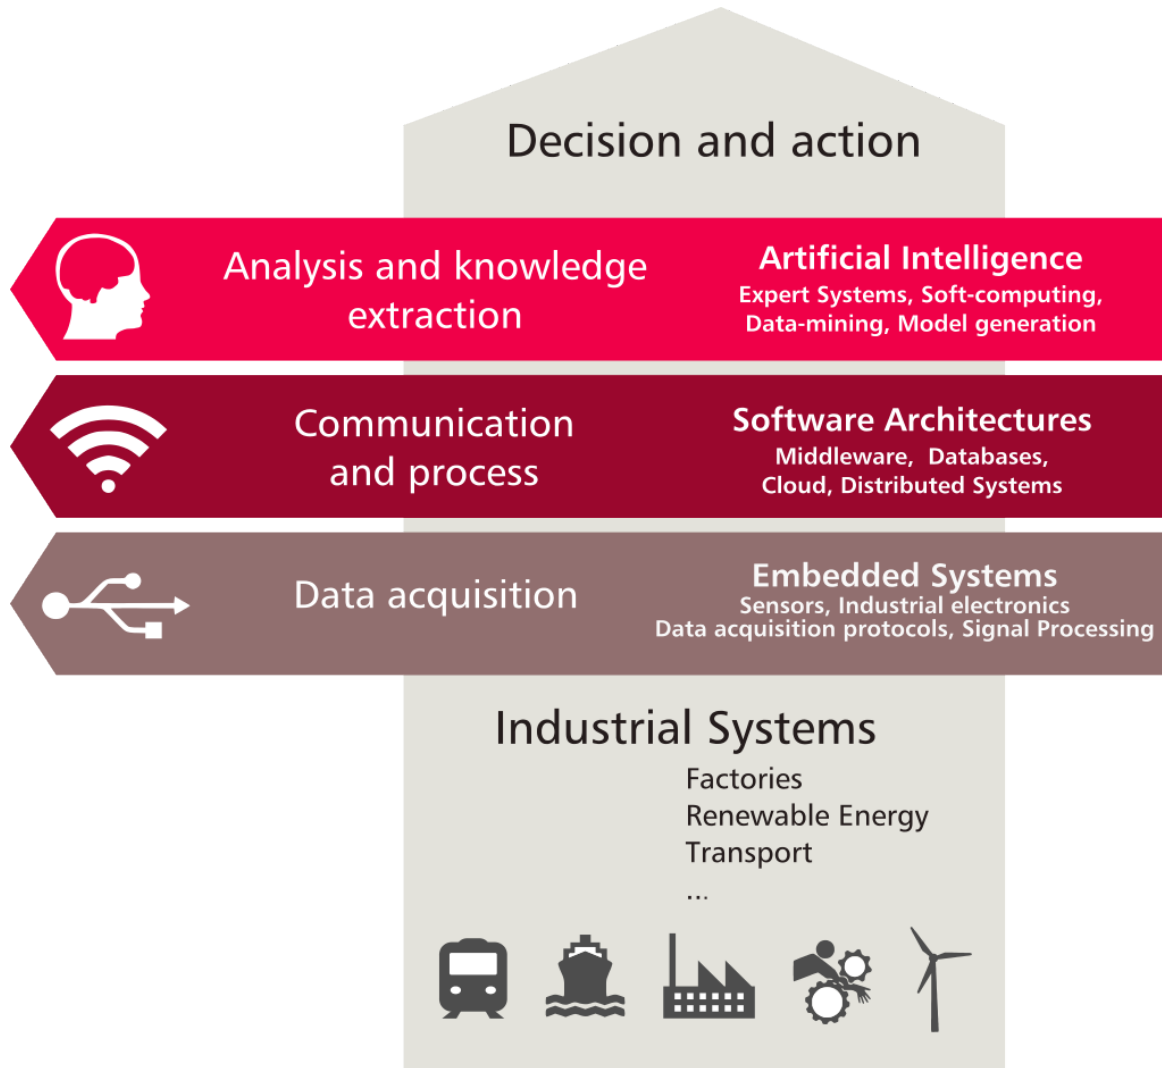 Decision and action
Analysis and knowledge
extraction
Artificial Intelligence
Expert Systems, Soft-computing,
Data-mining, Model generation
Communication
and process
Software Architectures
Middleware, Databases,
Cloud, Distributed Systems
Data acquisition
Embedded Systems
Sensors, Industrial electronics
Data acquisition protocols, Signal Processing
Industrial Systems
Factories
Renewable Energy
Transport
...